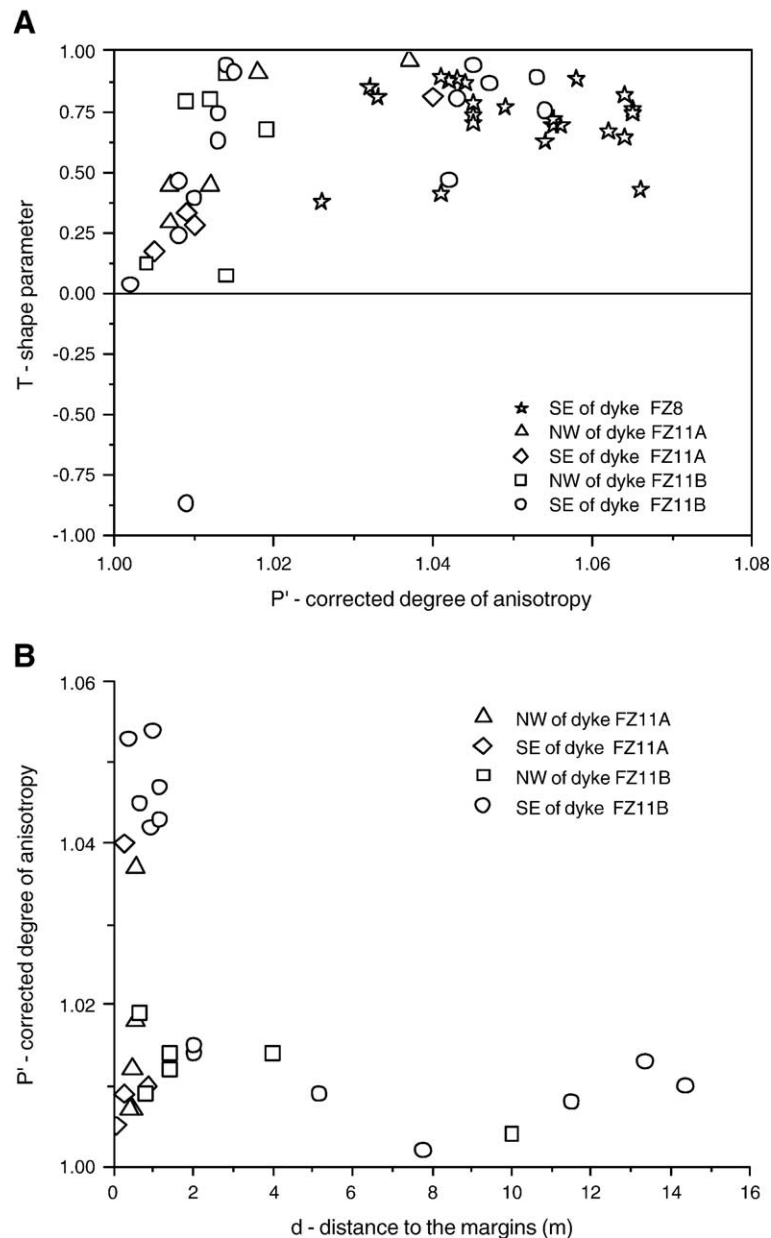 A
1.00
0.75
0.50
0.25
0.00
-0.25
-0.50
-0.75
-1.00
T - shape parameter
SE of dyke FZ8
NW of dyke FZ11A
SE of dyke FZ11A
NW of dyke FZ11B
SE of dyke FZ11B
1.00 1.02 1.04 1.06 1.08
P' - corrected degree of anisotropy
B
1.06
1.04
1.02
1.00
P' - corrected degree of anisotropy
NW of dyke FZ11A
SE of dyke FZ11A
NW of dyke FZ11B
SE of dyke FZ11B
0 2 4 6 8 10 12 14 16
d - distance to the margins (m)